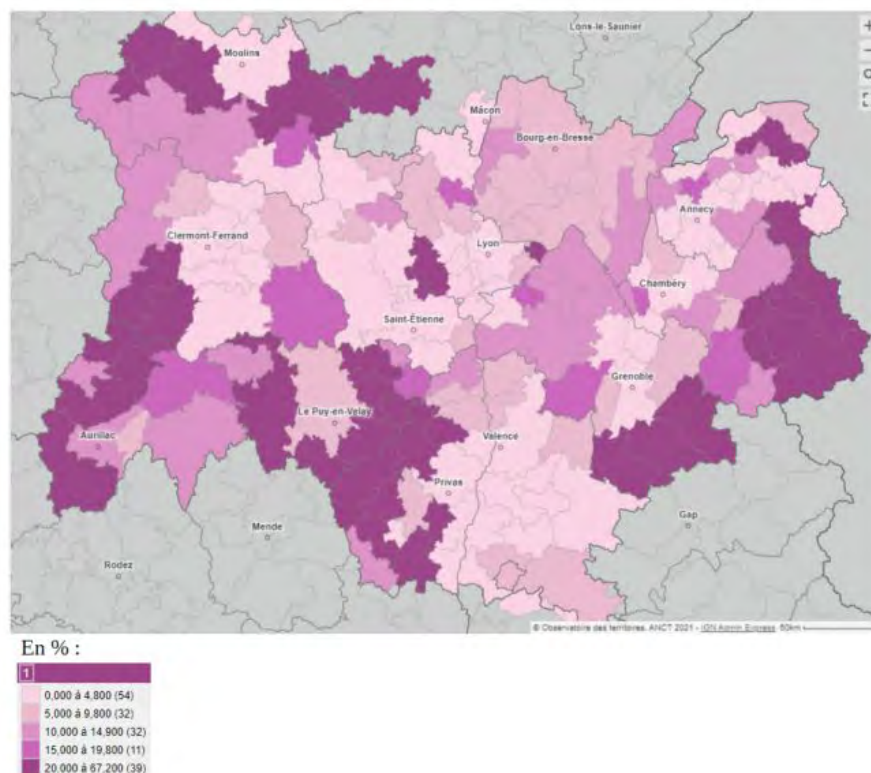 Lons-le-Saunier
Moulins
Mâcon
Bourg-en-Bresse
Annecy
Clermont-Ferrand
Lyon
Chambéry
Saint-Étienne
Grenoble
Le Puy-en-Velay
Aurillac
Valence
Privas
Gap
Mende
Rodez
© Observatoire des territoires, ANCT 2021 - IGN Admin Express 50km
En % :
1
0,000 à 4,800 (54)
5,000 à 9,800 (32)
10,000 à 14,900 (32)
15,000 à 19,800 (11)
20,000 à 67,200 (39)